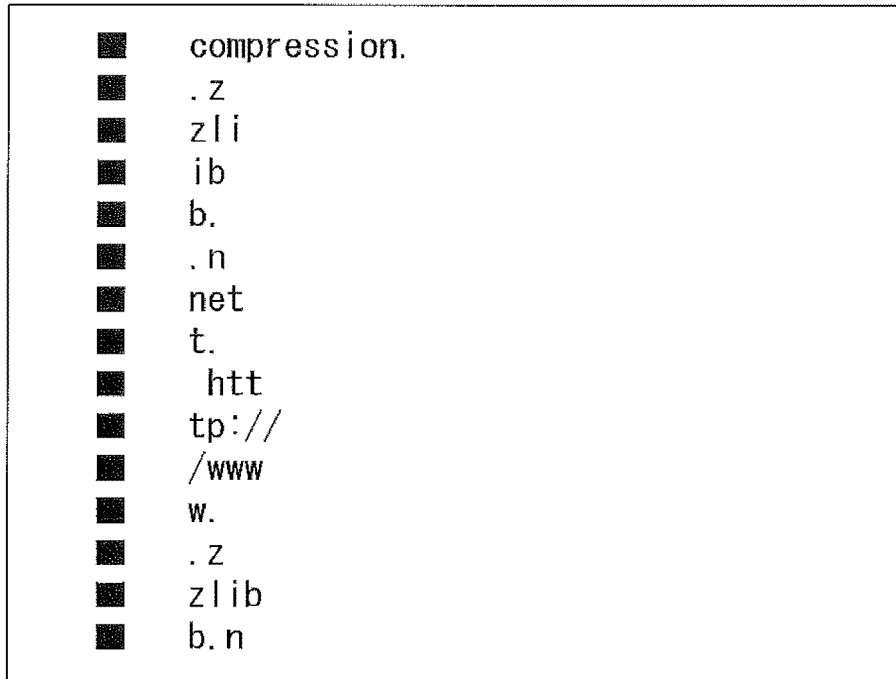 ■ compression.
■ .z
■ zli
■ ib
■ b.
■ .n
■ net
■ t.
■  htt
■ tp://
■ /www
■ w.
■ .z
■ zlib
■ b.n